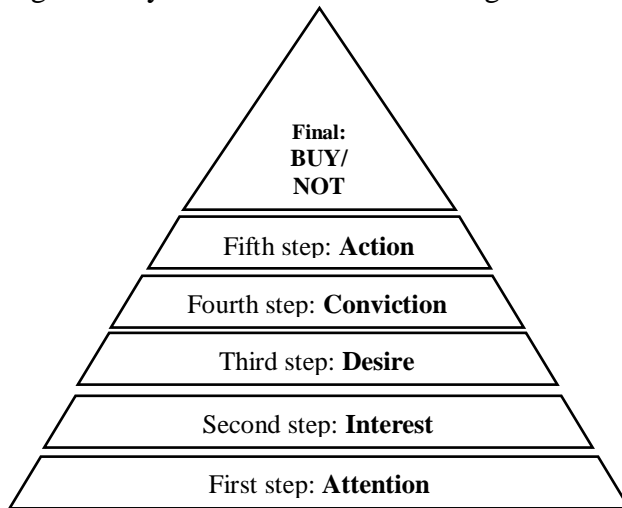 Final:
BUY/
NOT
Fifth step: Action
Fourth step: Conviction
Third step: Desire
Second step: Interest
First step: Attention